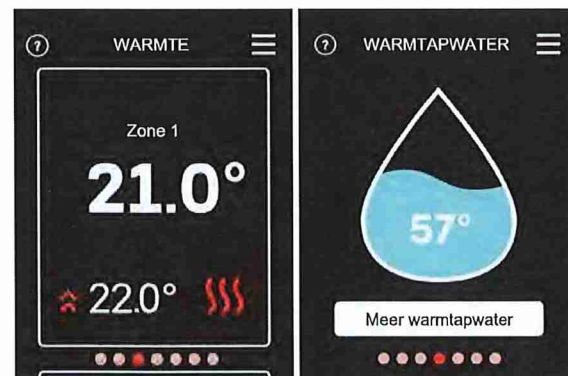 ? WARMTE
Zone 1
21.0°
22.0°
? WARMTAPWATER
57°
Meer warmtapwater